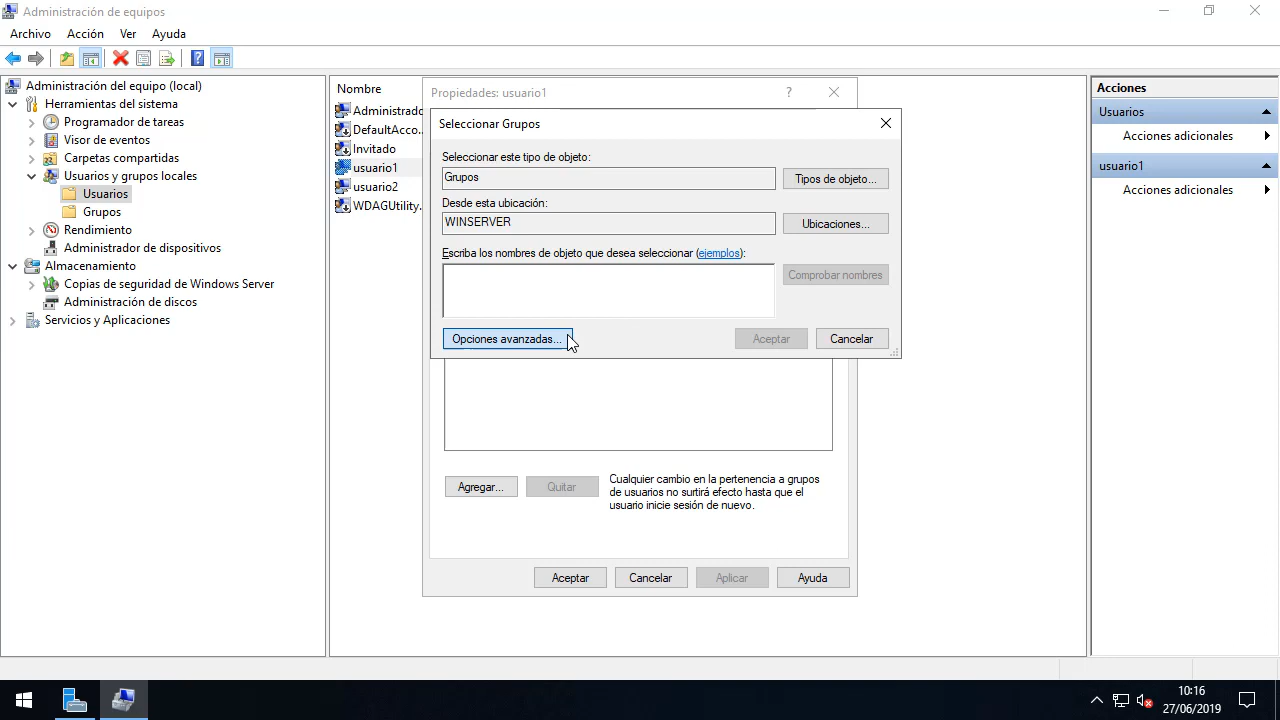 Administración de equipos
Archivo Acción Ver Ayuda
Administración del equipo (local)
Herramientas del sistema
Programador de tareas
Visor de eventos
Carpetas compartidas
Usuarios y grupos locales
Usuarios
Grupos
Rendimiento
Administrador de dispositivos
Almacenamiento
Copias de seguridad de Windows Server
Administración de discos
Servicios y Aplicaciones
Nombre
Administrado
DefaultAcco...
Invitado
usuario1
usuario2
WDAGUtility.
Propiedades: usuario1
?
Seleccionar Grupos
Seleccionar este tipo de objeto:
Grupos
Tipos de objeto...
Desde esta ubicación:
WINSERVER
Ubicaciones...
Escriba los nombres de objeto que desea seleccionar (ejemplos):
Comprobar nombres
Opciones avanzadas...
Aceptar
Cancelar
Agregar...
Quitar
Cualquier cambio en la pertenencia a grupos
de usuarios no surtirá efecto hasta que el
usuario inicie sesión de nuevo.
Aceptar
Cancelar
Aplicar
Ayuda
Acciones
Usuarios
Acciones adicionales
usuario1
Acciones adicionales
10:16
27/06/2019